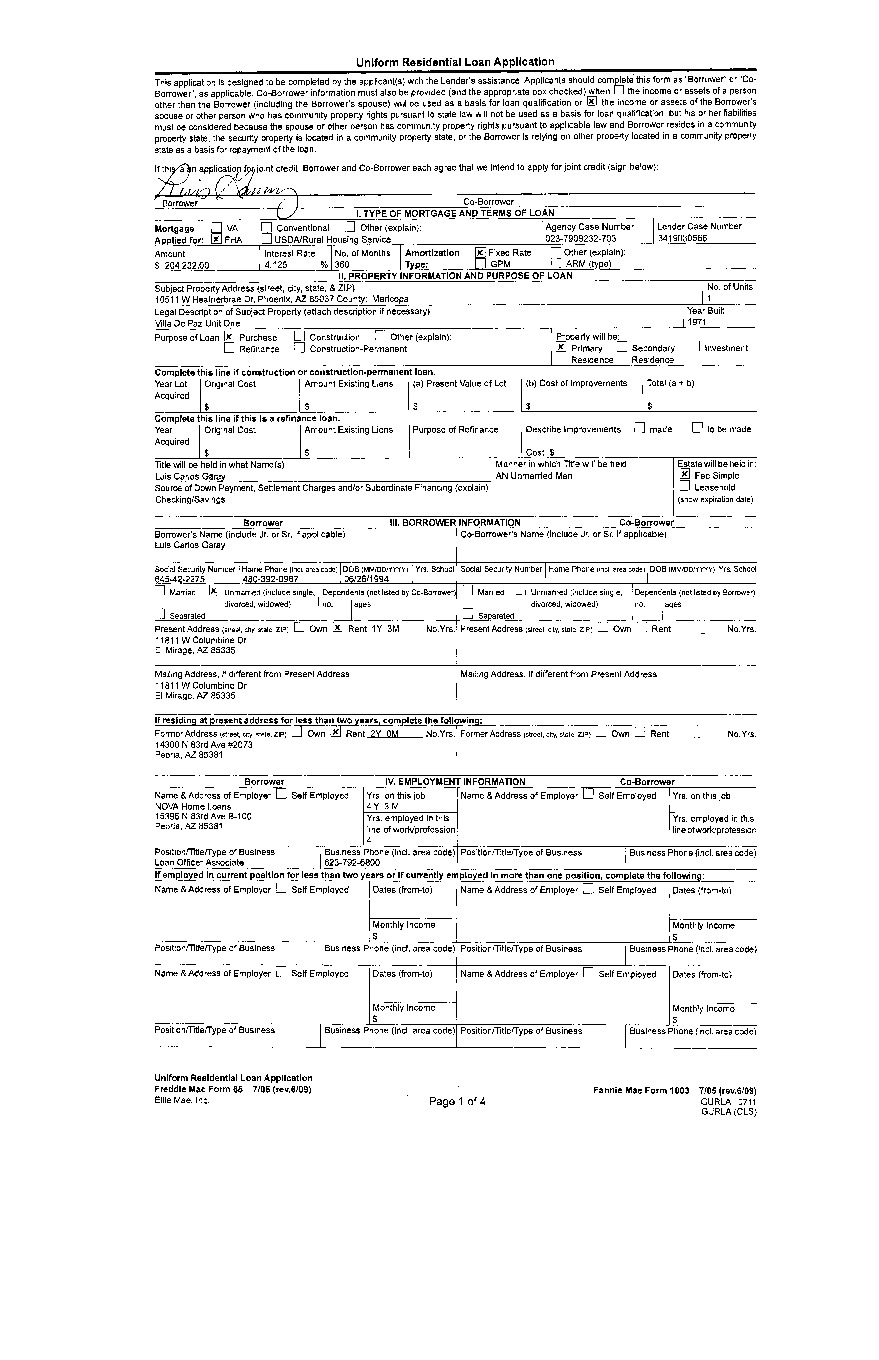 Uniform Residential Loan Application
This application is designed to be completed by the applicant(s) with the Lender's assistance. Applicants should complete this form as "Borrower" or "Co-
Borrower", as applicable. Co-Borrower information must also be provided (and the appropriate box checked) when the income or assets of a person
other than the Borrower (including the Borrower's spouse) will be used as a basis for loan qualification or the income or assets of the Borrower's
spouse or other person who has community property rights pursuant to state law will not be used as a basis for loan qualification, but his or her liabilities
must be considered because the spouse or other person has community property rights pursuant to applicable law and Borrower resides in a community
property state, the security property is located in a community property state, or the Borrower is relying on other property located in a community property
state as a basis for repayment of the loan.
If this is an application for joint credit, Borrower and Co-Borrower each agree that we intend to apply for joint credit (sign below):
Borrower Co-Borrower
I. TYPE OF MORTGAGE AND TERMS OF LOAN
Mortgage VA Conventional Other (explain): Agency Case Number Lender Case Number
Applied for: FHA USDA/Rural Housing Service 023-7909232-703 3419030566
Amount Interest Rate No. of Months Amortization Fixed Rate Other (explain):
$ 204,232.00 4.125 % 360 Type: GPM ARM (type)
II. PROPERTY INFORMATION AND PURPOSE OF LOAN
Subject Property Address (street, city, state, & ZIP) No. of Units
10511 W Heatherbrae Dr, Phoenix, AZ 85037 County: Maricopa 1
Legal Description of Subject Property (attach description if necessary) Year Built
Villa De Paz Unit One 1971
Purpose of Loan Purchase Construction Other (explain): Property will be:
Refinance Construction-Permanent Primary Secondary Investment
Residence Residence
Complete this line if construction or construction-permanent loan.
Year Lot Original Cost Amount Existing Liens (a) Present Value of Lot (b) Cost of Improvements Total (a + b)
Acquired
$ $ $ $ $
Complete this line if this is a refinance loan.
Year Original Cost Amount Existing Liens Purpose of Refinance Describe Improvements made to be made
Acquired
$ $ Cost $
Title will be held in what Name(s) Manner in which Title will be held Estate will be held in:
Luis Carlos Garay AN Unmarried Man Fee Simple
Source of Down Payment, Settlement Charges and/or Subordinate Financing (explain) Leasehold
Checking/Savings (show expiration date)
Borrower III. BORROWER INFORMATION Co-Borrower
Borrower's Name (include Jr. or Sr. if applicable) Co-Borrower's Name (include Jr. or Sr. if applicable)
Luis Carlos Garay
Social Security Number Home Phone (incl. area code) DOB (MM/DD/YYYY) Yrs. School Social Security Number Home Phone (incl. area code) DOB (MM/DD/YYYY) Yrs. School
645-42-2275 480-392-0987 06/26/1994
Married Unmarried (include single, Dependents (not listed by Co-Borrower) Married Unmarried (include single, Dependents (not listed by Borrower)
divorced, widowed) no. ages divorced, widowed) no. ages
Separated Separated
Present Address (street, city, state, ZIP) Own Rent 1Y 3M No.Yrs. Present Address (street, city, state, ZIP) Own Rent No.Yrs.
11811 W Columbine Dr
El Mirage, AZ 85335
Mailing Address, if different from Present Address Mailing Address, if different from Present Address
11811 W Columbine Dr
El Mirage, AZ 85335
If residing at present address for less than two years, complete the following:
Former Address (street, city, state, ZIP) Own Rent 2Y 0M No.Yrs. Former Address (street, city, state, ZIP) Own Rent No.Yrs.
14300 N 83rd Ave #2073
Peoria, AZ 85381
Borrower IV. EMPLOYMENT INFORMATION Co-Borrower
Name & Address of Employer Self Employed Yrs. on this job Name & Address of Employer Self Employed Yrs. on this job
NOVA Home Loans 4 Y 3 M
15396 N 83rd Ave B-100 Yrs. employed in this Yrs. employed in this
Peoria, AZ 85381 line of work/profession line of work/profession
4
Position/Title/Type of Business Business Phone (incl. area code) Position/Title/Type of Business Business Phone (incl. area code)
Loan Officer Associate 623-792-6800
If employed in current position for less than two years or if currently employed in more than one position, complete the following:
Name & Address of Employer Self Employed Dates (from-to) Name & Address of Employer Self Employed Dates (from-to)
Monthly Income Monthly Income
$ $
Position/Title/Type of Business Business Phone (incl. area code) Position/Title/Type of Business Business Phone (incl. area code)
Name & Address of Employer Self Employed Dates (from-to) Name & Address of Employer Self Employed Dates (from-to)
Monthly Income Monthly Income
$ $
Position/Title/Type of Business Business Phone (incl. area code) Position/Title/Type of Business Business Phone (incl. area code)
Uniform Residential Loan Application
Freddie Mac Form 65 7/05 (rev.6/09) Fannie Mae Form 1003 7/05 (rev.6/09)
Ellie Mae, Inc. Page 1 of 4 GURLA 0711
GURLA (CLS)